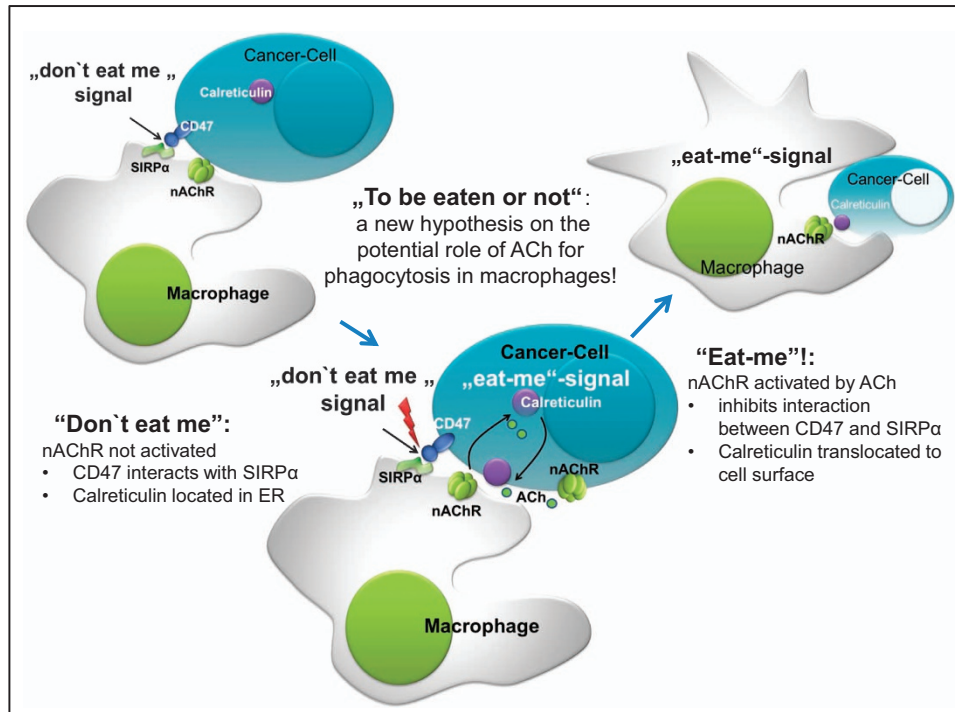 Cancer-Cell
„don`t eat me „
signal
Calreticulin
CD47
SIRPα
nAChR
Macrophage
„To be eaten or not“:
a new hypothesis on the
potential role of ACh for
phagocytosis in macrophages!
„eat-me“-signal
Cancer-Cell
Calreticulin
nAChR
Macrophage
“Don`t eat me”:
nAChR not activated
• CD47 interacts with SIRPα
• Calreticulin located in ER
Cancer-Cell
„don`t eat me „
signal
„eat-me“-signal
Calreticulin
CD47
SIRPα
nAChR
nAChR
ACh
Macrophage
“Eat-me”!:
nAChR activated by ACh
• inhibits interaction
between CD47 and SIRPα
• Calreticulin translocated to
cell surface